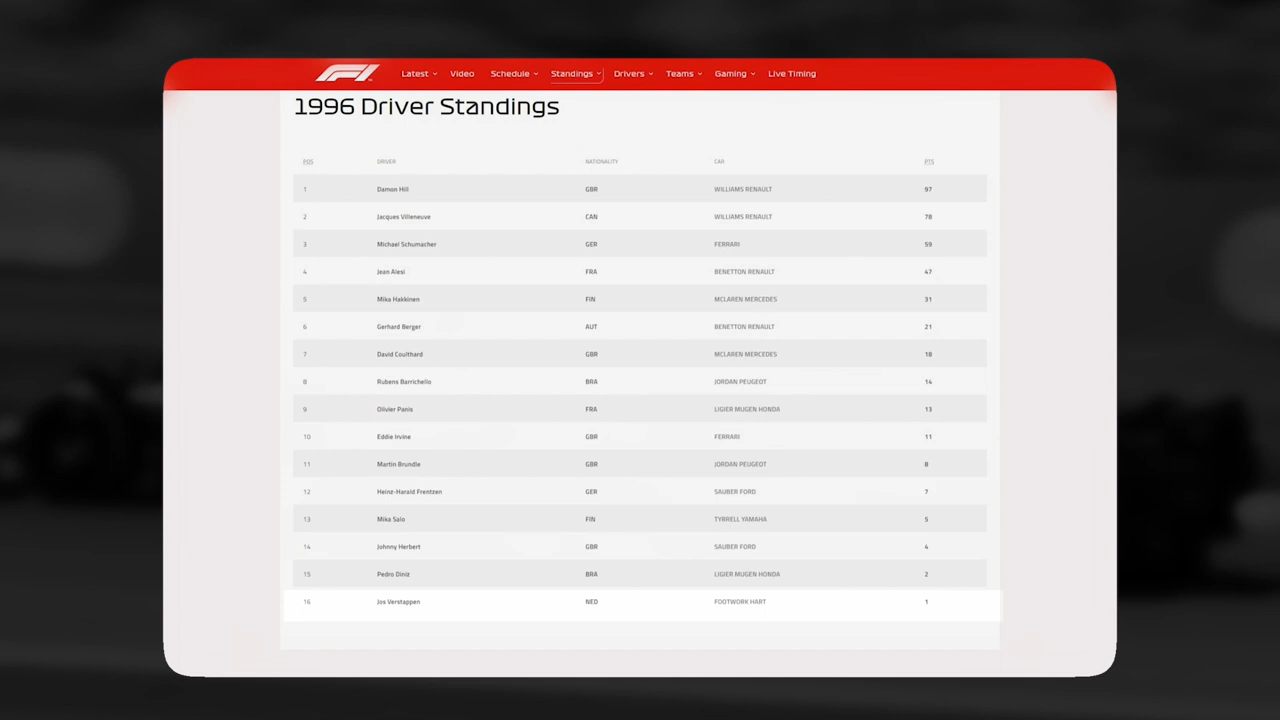 F1 Latest Video Schedule Standings Drivers Teams Gaming Live Timing
1996 Driver Standings
POS DRIVER NATIONALITY CAR PTS
1 Damon Hill GBR WILLIAMS RENAULT 97
2 Jacques Villeneuve CAN WILLIAMS RENAULT 78
3 Michael Schumacher GER FERRARI 59
4 Jean Alesi FRA BENETTON RENAULT 47
5 Mika Hakkinen FIN MCLAREN MERCEDES 31
6 Gerhard Berger AUT BENETTON RENAULT 21
7 David Coulthard GBR MCLAREN MERCEDES 18
8 Rubens Barrichello BRA JORDAN PEUGEOT 14
9 Olivier Panis FRA LIGIER MUGEN HONDA 13
10 Eddie Irvine GBR FERRARI 11
11 Martin Brundle GBR JORDAN PEUGEOT 8
12 Heinz-Harald Frentzen GER SAUBER FORD 7
13 Mika Salo FIN TYRRELL YAMAHA 5
14 Johnny Herbert GBR SAUBER FORD 4
15 Pedro Diniz BRA LIGIER MUGEN HONDA 2
16 Jos Verstappen NED FOOTWORK HART 1